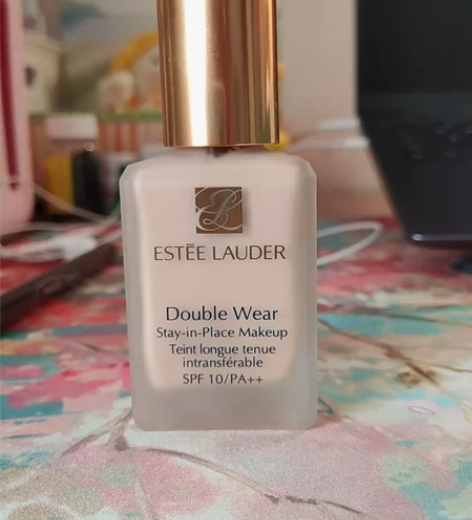 ESTĒE LAUDER
Double Wear
Stay-in-Place Makeup
Teint longue tenue
intransférable
SPF 10/PA++